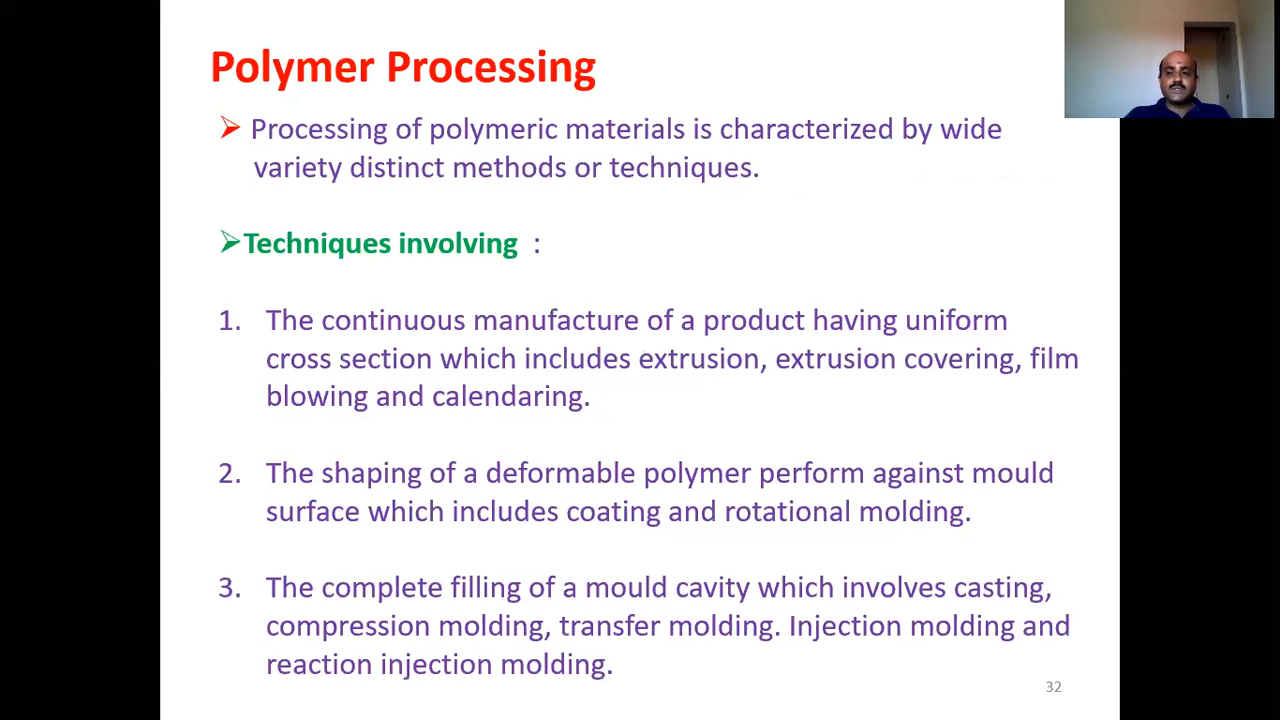 Polymer Processing
Processing of polymeric materials is characterized by wide
variety distinct methods or techniques.
Techniques involving :
1. The continuous manufacture of a product having uniform
cross section which includes extrusion, extrusion covering, film
blowing and calendaring.
2. The shaping of a deformable polymer perform against mould
surface which includes coating and rotational molding.
3. The complete filling of a mould cavity which involves casting,
compression molding, transfer molding. Injection molding and
reaction injection molding.
32